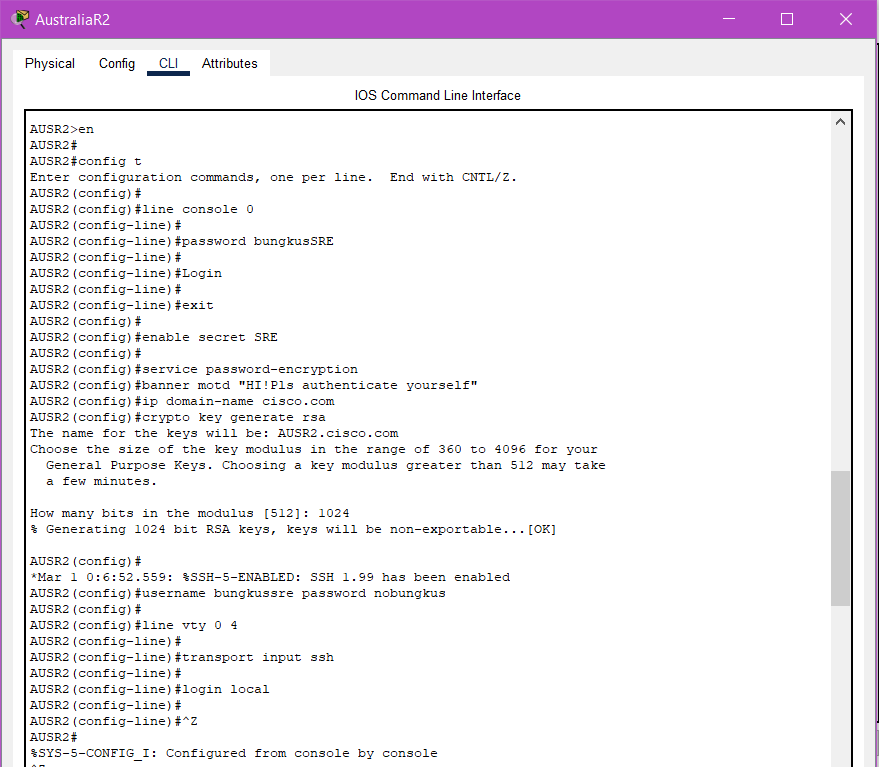 AustraliaR2
Physical Config CLI Attributes
IOS Command Line Interface
AUSR2>en
AUSR2#
AUSR2#config t
Enter configuration commands, one per line.  End with CNTL/Z.
AUSR2(config)#
AUSR2(config)#line console 0
AUSR2(config-line)#
AUSR2(config-line)#password bungkusSRE
AUSR2(config-line)#
AUSR2(config-line)#Login
AUSR2(config-line)#
AUSR2(config-line)#exit
AUSR2(config)#
AUSR2(config)#enable secret SRE
AUSR2(config)#
AUSR2(config)#service password-encryption
AUSR2(config)#banner motd "HI!Pls authenticate yourself"
AUSR2(config)#ip domain-name cisco.com
AUSR2(config)#crypto key generate rsa
The name for the keys will be: AUSR2.cisco.com
Choose the size of the key modulus in the range of 360 to 4096 for your
  General Purpose Keys. Choosing a key modulus greater than 512 may take
  a few minutes.
How many bits in the modulus [512]: 1024
% Generating 1024 bit RSA keys, keys will be non-exportable...[OK]
AUSR2(config)#
*Mar 1 0:6:52.559: %SSH-5-ENABLED: SSH 1.99 has been enabled
AUSR2(config)#username bungkussre password nobungkus
AUSR2(config)#
AUSR2(config)#line vty 0 4
AUSR2(config-line)#
AUSR2(config-line)#transport input ssh
AUSR2(config-line)#
AUSR2(config-line)#login local
AUSR2(config-line)#
AUSR2(config-line)#^Z
AUSR2#
%SYS-5-CONFIG_I: Configured from console by console